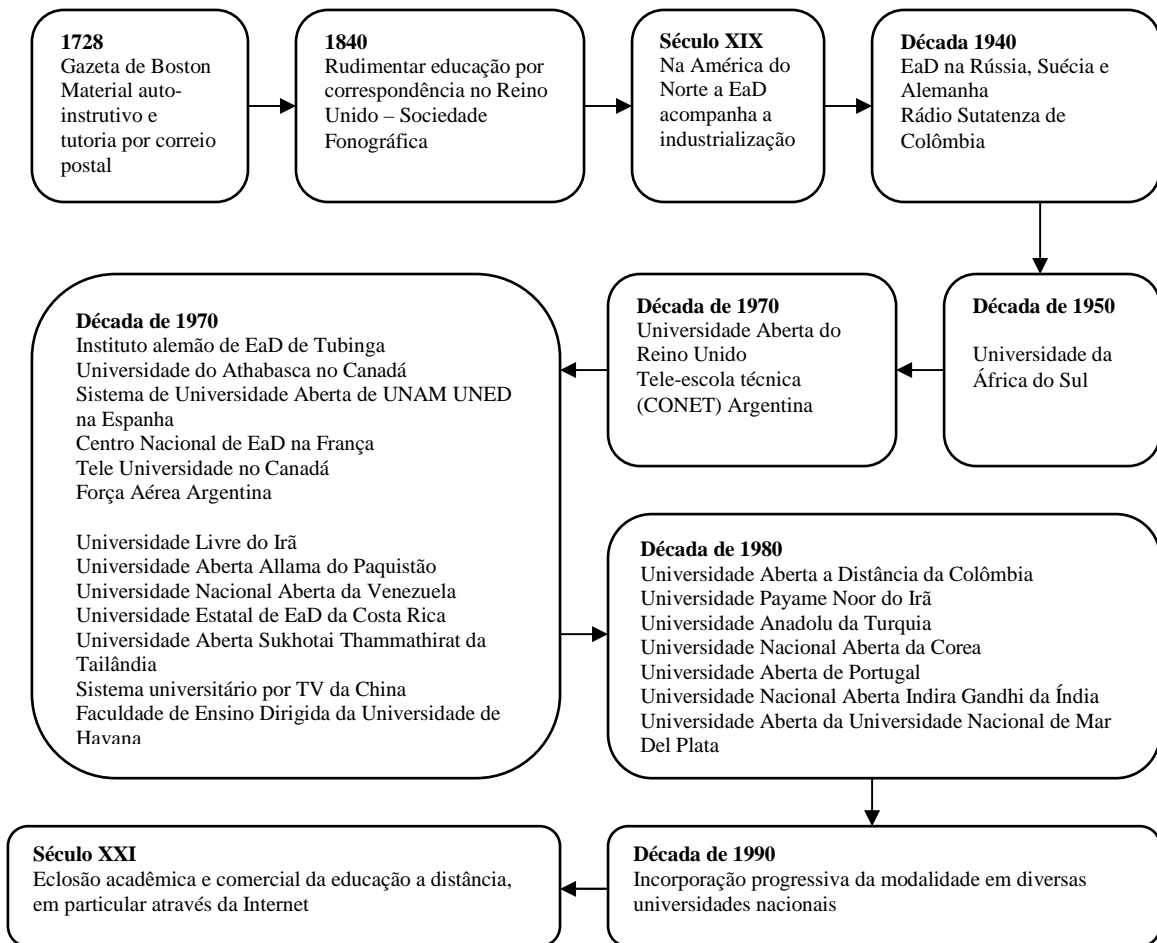 1728
Gazeta de Boston
Material auto-
instrutivo e
tutoria por correio
postal
1840
Rudimentar educação por
correspondência no Reino
Unido – Sociedade
Fonográfica
Século XIX
Na América do
Norte a EaD
acompanha a
industrialização
Década 1940
EaD na Rússia, Suécia e
Alemanha
Rádio Sutatenza de
Colômbia
Década de 1950
Universidade da
África do Sul
Década de 1970
Universidade Aberta do
Reino Unido
Tele-escola técnica
(CONET) Argentina
Década de 1970
Instituto alemão de EaD de Tubinga
Universidade do Athabasca no Canadá
Sistema de Universidade Aberta de UNAM UNED
na Espanha
Centro Nacional de EaD na França
Tele Universidade no Canadá
Força Aérea Argentina
Universidade Livre do Irã
Universidade Aberta Allama do Paquistão
Universidade Nacional Aberta da Venezuela
Universidade Estatal de EaD da Costa Rica
Universidade Aberta Sukhotai Thammathirat da
Tailândia
Sistema universitário por TV da China
Faculdade de Ensino Dirigida da Universidade de
Havana
Década de 1980
Universidade Aberta a Distância da Colômbia
Universidade Payame Noor do Irã
Universidade Anadolu da Turquia
Universidade Nacional Aberta da Corea
Universidade Aberta de Portugal
Universidade Nacional Aberta Indira Gandhi da Índia
Universidade Aberta da Universidade Nacional de Mar
Del Plata
Década de 1990
Incorporação progressiva da modalidade em diversas
universidades nacionais
Século XXI
Eclosão acadêmica e comercial da educação a distância,
em particular através da Internet